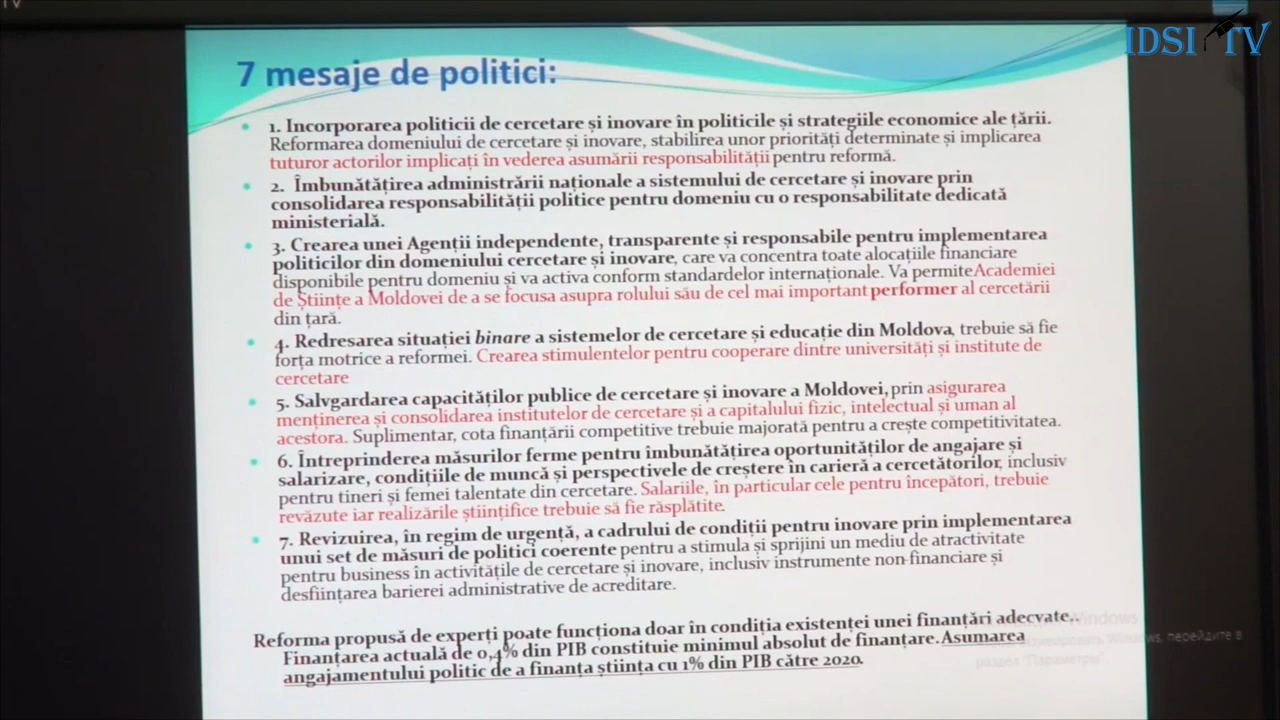 TV
IDSI TV
7 mesaje de politici:
1. Incorporarea politicii de cercetare și inovare în politicile și strategiile economice ale țării.
Reformarea domeniului de cercetare și inovare, stabilirea unor priorități determinate și implicarea
tuturor actorilor implicați în vederea asumării responsabilității pentru reformă.
2. Îmbunătățirea administrării naționale a sistemului de cercetare și inovare prin
consolidarea responsabilității politice pentru domeniu cu o responsabilitate dedicată
ministerială.
3. Crearea unei Agenții independente, transparente și responsabile pentru implementarea
politicilor din domeniului cercetare și inovare, care va concentra toate alocațiile financiare
disponibile pentru domeniu și va activa conform standardelor internaționale. Va permite Academiei
de Științe a Moldovei de a se focusa asupra rolului său de cel mai important performer al cercetării
din țară.
4. Redresarea situației binare a sistemelor de cercetare și educație din Moldova, trebuie să fie
forța motrice a reformei. Crearea stimulentelor pentru cooperare dintre universități și institute de
cercetare
5. Salvgardarea capacităților publice de cercetare și inovare a Moldovei, prin asigurarea
menținerea și consolidarea institutelor de cercetare și a capitalului fizic, intelectual și uman al
acestora. Suplimentar, cota finanțării competitive trebuie majorată pentru a crește competitivitatea.
6. Întreprinderea măsurilor ferme pentru îmbunătățirea oportunităților de angajare și
salarizare, condițiile de muncă și perspectivele de creștere în carieră a cercetătorilor, inclusiv
pentru tineri și femei talentate din cercetare. Salariile, în particular cele pentru începători, trebuie
revăzute iar realizările științifice trebuie să fie răsplătite.
7. Revizuirea, în regim de urgență, a cadrului de condiții pentru inovare prin implementarea
unui set de măsuri de politici coerente pentru a stimula și sprijini un mediu de atractivitate
pentru business în activitățile de cercetare și inovare, inclusiv instrumente non-financiare și
desființarea barierei administrative de acreditare.
Reforma propusă de experți poate funcționa doar în condiția existenței unei finanțări adecvate..
Finanțarea actuală de 0,4% din PIB constituie minimul absolut de finanțare. Asumarea
angajamentului politic de a finanța știința cu 1% din PIB către 2020.
Windows
Windows, перейдите в
раздел "Параметры".